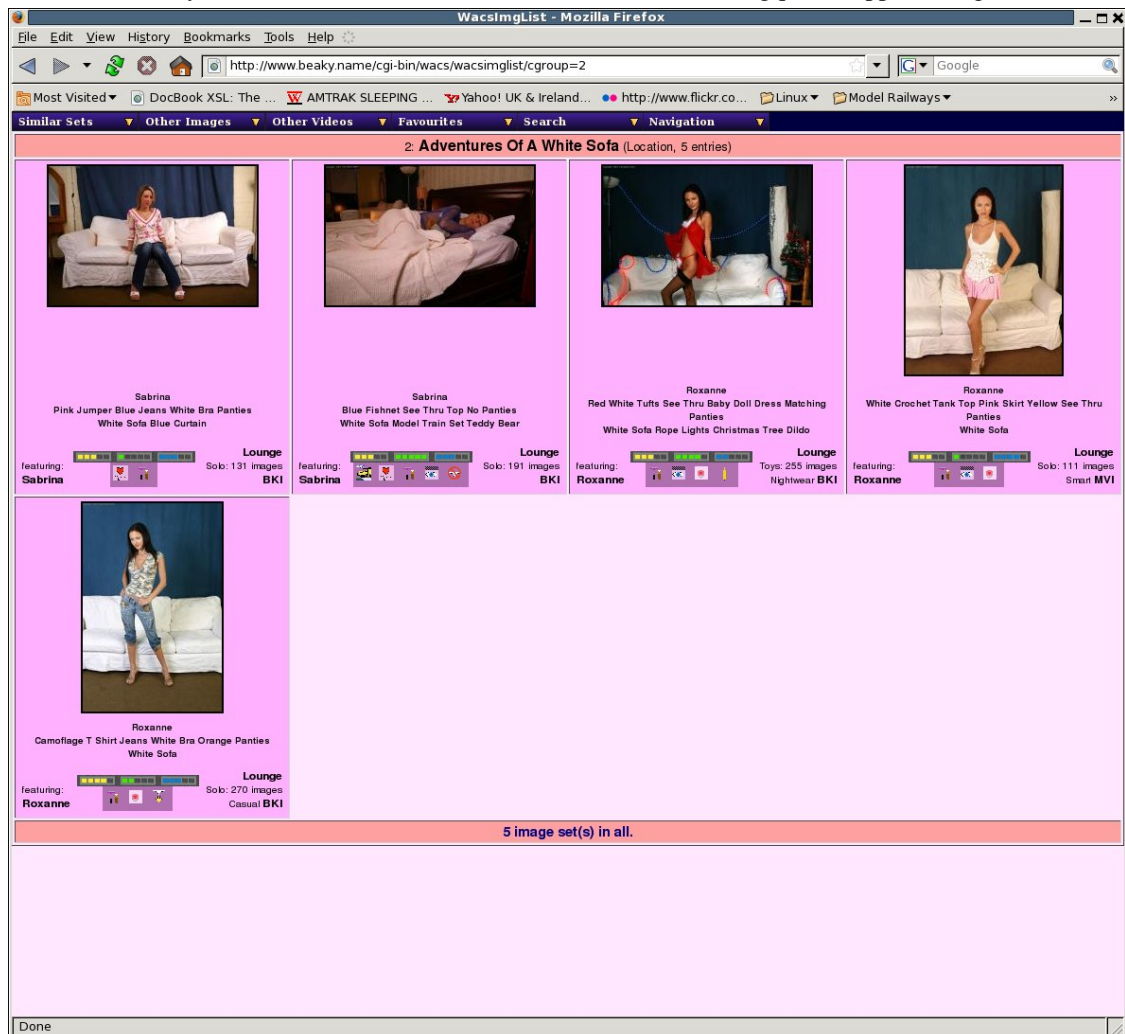 WacsImgList - Mozilla Firefox
File Edit View History Bookmarks Tools Help
http://www.beaky.name/cgi-bin/wacs/wacsimglist/cgroup=2
G Google
Most Visited DocBook XSL: The ... W AMTRAK SLEEPING ... Yahoo! UK & Ireland... http://www.flickr.co... Linux Model Railways »
Similar Sets Other Images Other Videos Favourites Search Navigation
2: Adventures Of A White Sofa (Location, 5 entries)
Sabrina
Pink Jumper Blue Jeans White Bra Panties
White Sofa Blue Curtain
Lounge
featuring: Solo: 131 images
Sabrina BKI
Sabrina
Blue Fishnet See Thru Top No Panties
White Sofa Model Train Set Teddy Bear
Lounge
featuring: Solo: 191 images
Sabrina BKI
Roxanne
Red White Tufts See Thru Baby Doll Dress Matching
Panties
White Sofa Rope Lights Christmas Tree Dildo
Lounge
featuring: Toys: 255 images
Roxanne Nightwear BKI
Roxanne
White Crochet Tank Top Pink Skirt Yellow See Thru
Panties
White Sofa
Lounge
featuring: Solo: 111 images
Roxanne Smart MVI
Roxanne
Camoflage T Shirt Jeans White Bra Orange Panties
White Sofa
Lounge
featuring: Solo: 270 images
Roxanne Casual BKI
5 image set(s) in all.
Done